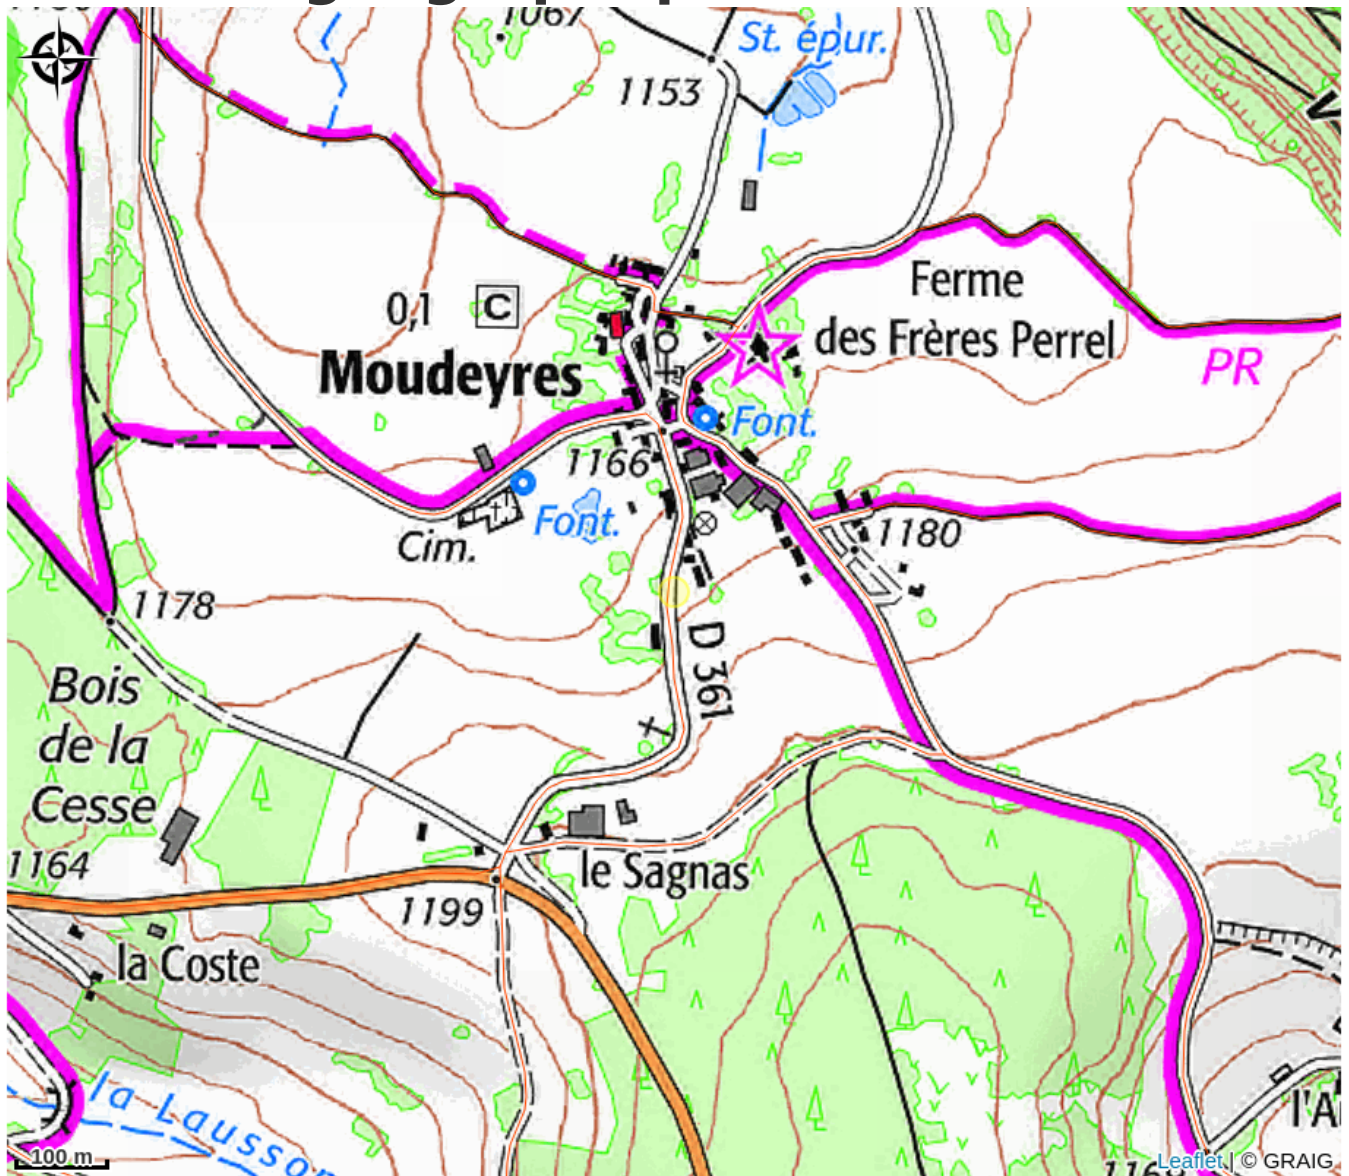 1067
St. épur.
1153
Ferme
des Frères Perrel
PR
0,1 C
Moudeyres
Font.
1166
Font.
Cim.
1180
1178
D 361
Bois
de la
Cesse
1164
le Sagnas
1199
la Coste
la Lausson
l'A
100 m
Leaflet | © GRAIG